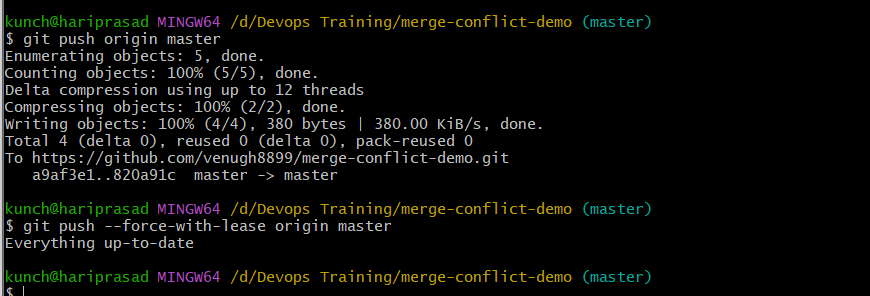 kunch@hariprasad MINGW64 /d/Devops Training/merge-conflict-demo (master)
$ git push origin master
Enumerating objects: 5, done.
Counting objects: 100% (5/5), done.
Delta compression using up to 12 threads
Compressing objects: 100% (2/2), done.
Writing objects: 100% (4/4), 380 bytes | 380.00 KiB/s, done.
Total 4 (delta 0), reused 0 (delta 0), pack-reused 0
To https://github.com/venugh8899/merge-conflict-demo.git
   a9af3e1..820a91c  master -> master
kunch@hariprasad MINGW64 /d/Devops Training/merge-conflict-demo (master)
$ git push --force-with-lease origin master
Everything up-to-date
kunch@hariprasad MINGW64 /d/Devops Training/merge-conflict-demo (master)
$